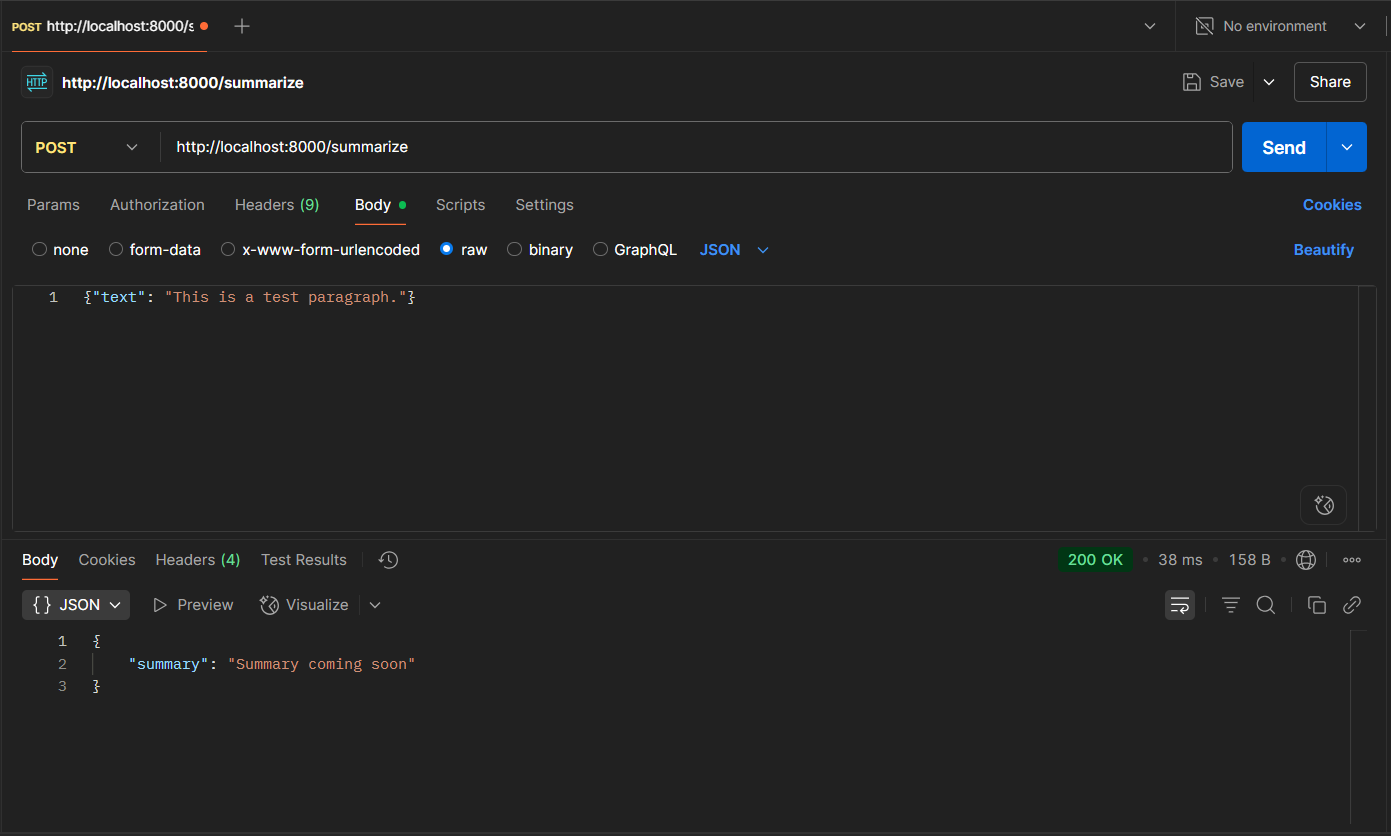 POST http://localhost:8000/s
No environment
HTTP http://localhost:8000/summarize
Save
Share
POST http://localhost:8000/summarize
Send
Params Authorization Headers (9) Body Scripts Settings Cookies
none form-data x-www-form-urlencoded raw binary GraphQL JSON Beautify
1 {"text": "This is a test paragraph."}
Body Cookies Headers (4) Test Results 200 OK • 38 ms • 158 B •
{} JSON Preview Visualize
1 {
2 "summary": "Summary coming soon"
3 }